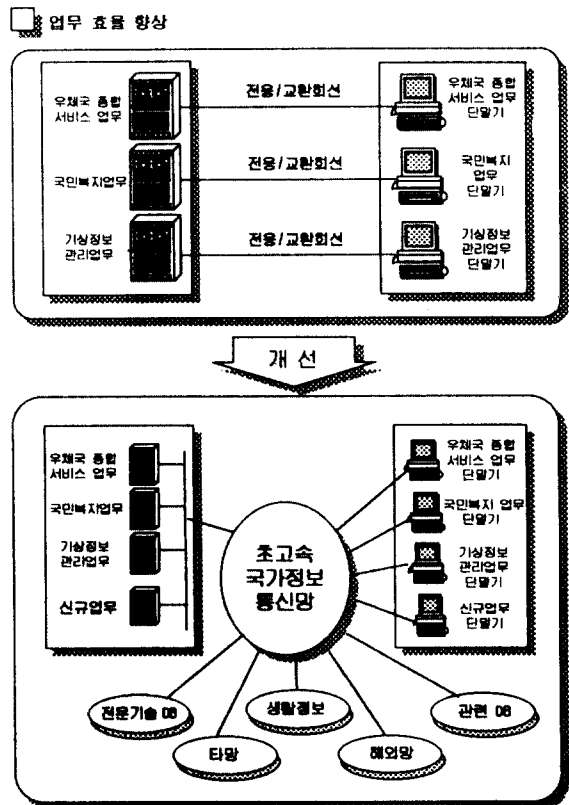 업무 효율 향상
우체국 종합
서비스 업무
전용/교환회선
우체국 종합
서비스 업무
단말기
국민복지업무
전용/교환회선
국민복지
업무
단말기
기상정보
관리업무
전용/교환회선
기상정보
관리업무
단말기
개 선
우체국 종합
서비스 업무
국민복지업무
기상정보
관리업무
신규업무
초고속
국가정보
통신망
우체국 종합
서비스 업무
단말기
국민복지 업무
단말기
기상정보
관리업무
단말기
신규업무
단말기
전문기술 DB
타망
생활정보
해외망
관련 DB